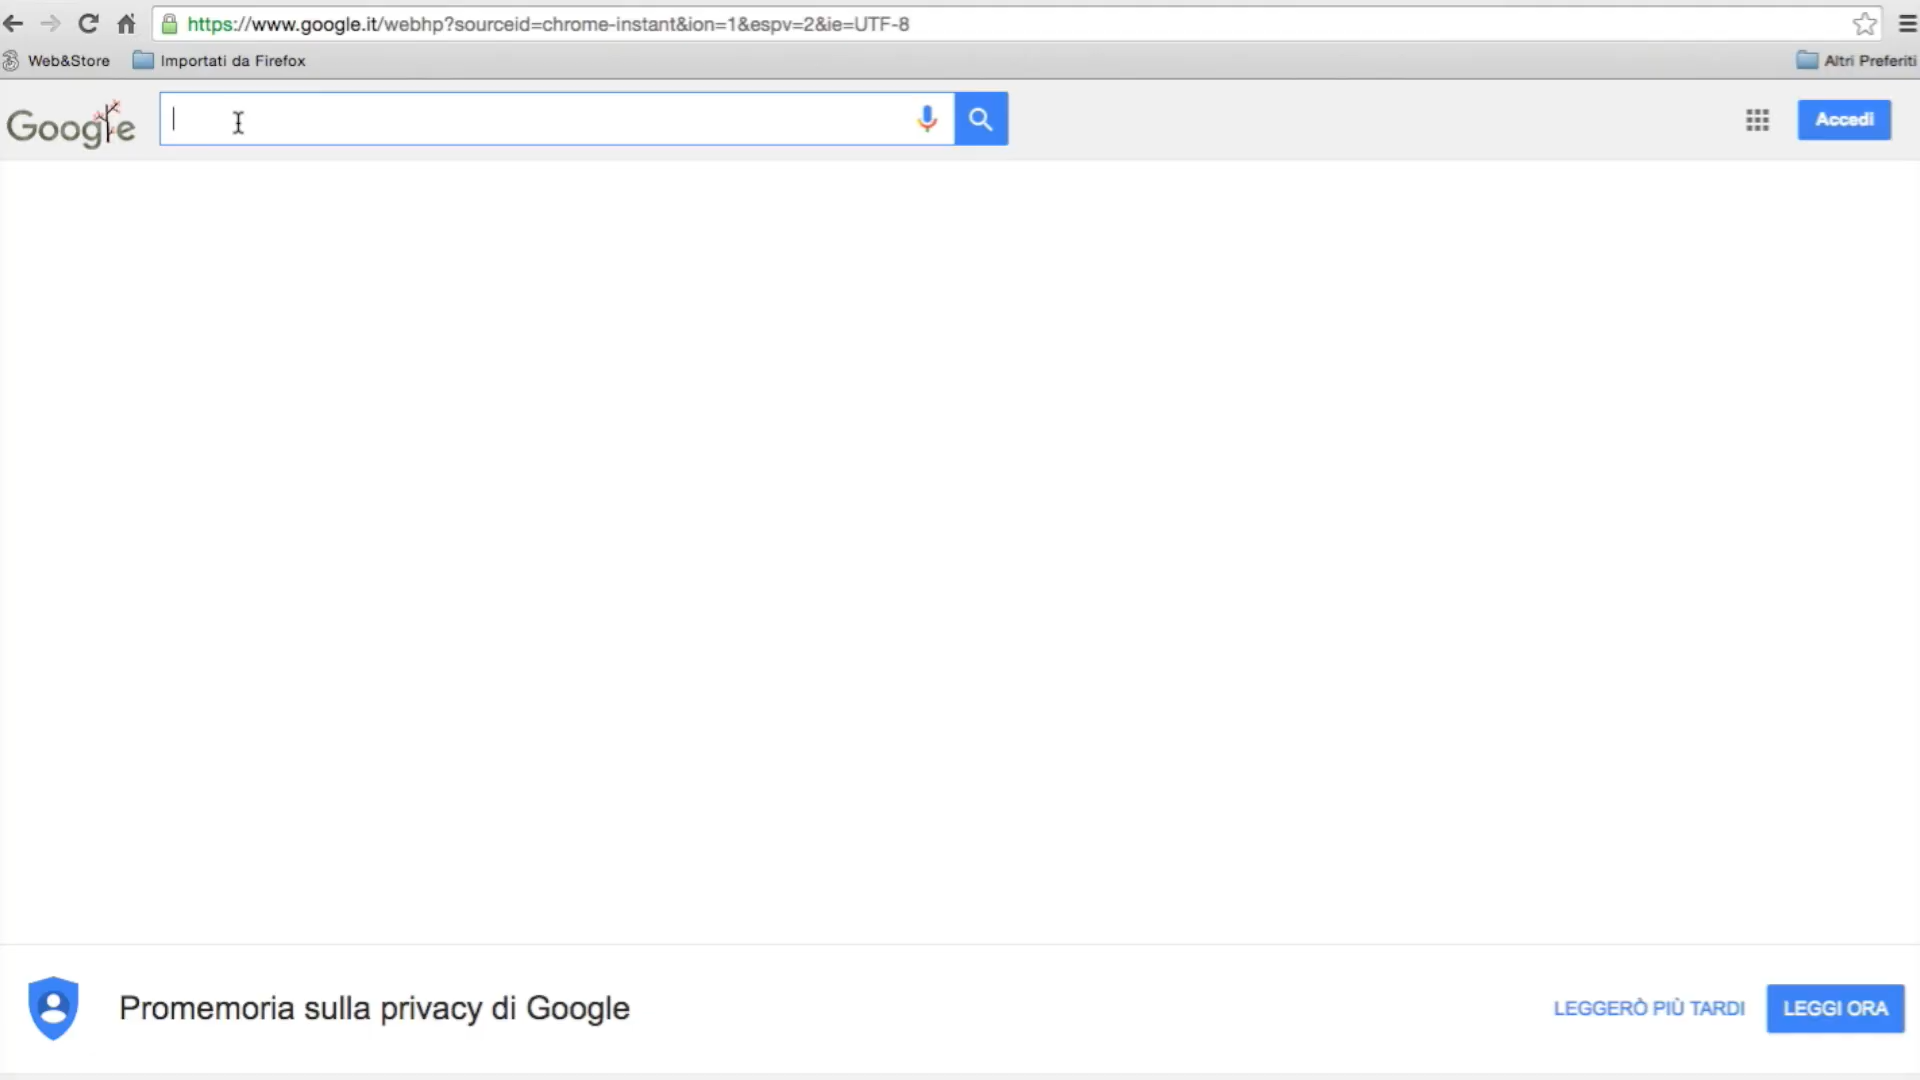 https://www.google.it/webhp?sourceid=chrome-instant&ion=1&espv=2&ie=UTF-8
Web&Store
Importati da Firefox
Altri Preferiti
Google
Accedi
Promemoria sulla privacy di Google
LEGGERÒ PIÙ TARDI
LEGGI ORA